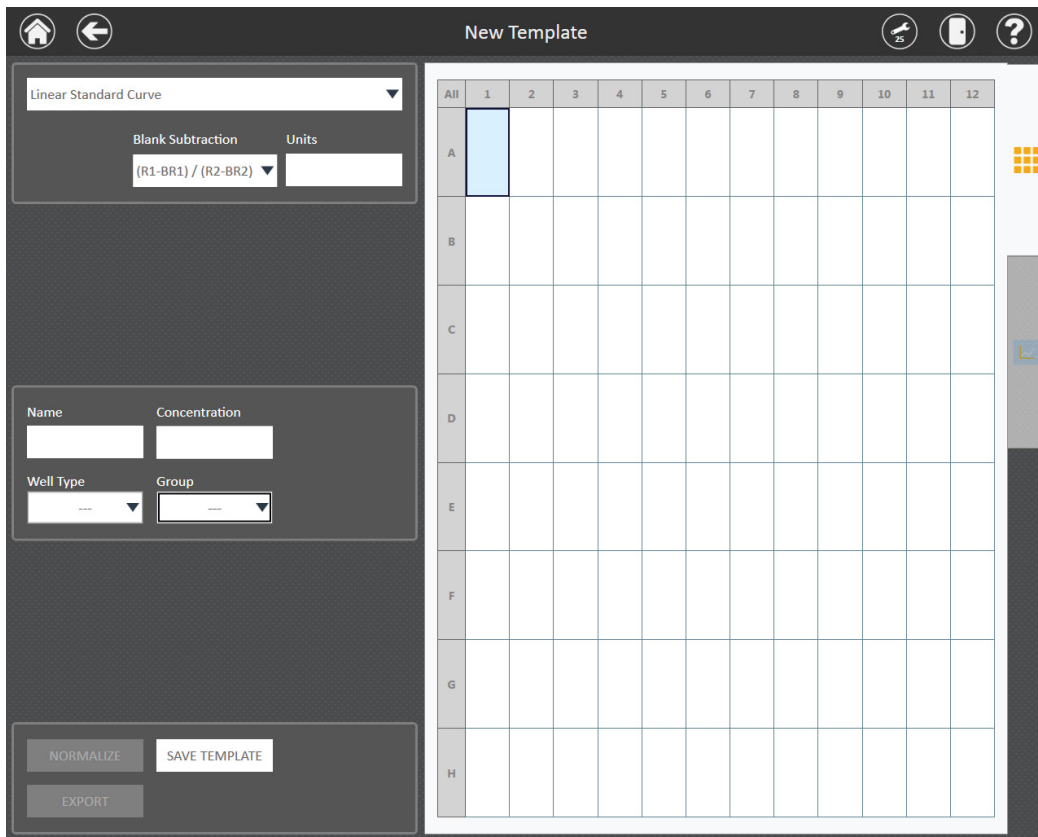 New Template
25
?
Linear Standard Curve
Blank Subtraction Units
(R1-BR1) / (R2-BR2)
All 1 2 3 4 5 6 7 8 9 10 11 12
A
B
C
D
E
F
G
H
Name Concentration
Well Type Group
--- ---
NORMALIZE SAVE TEMPLATE
EXPORT